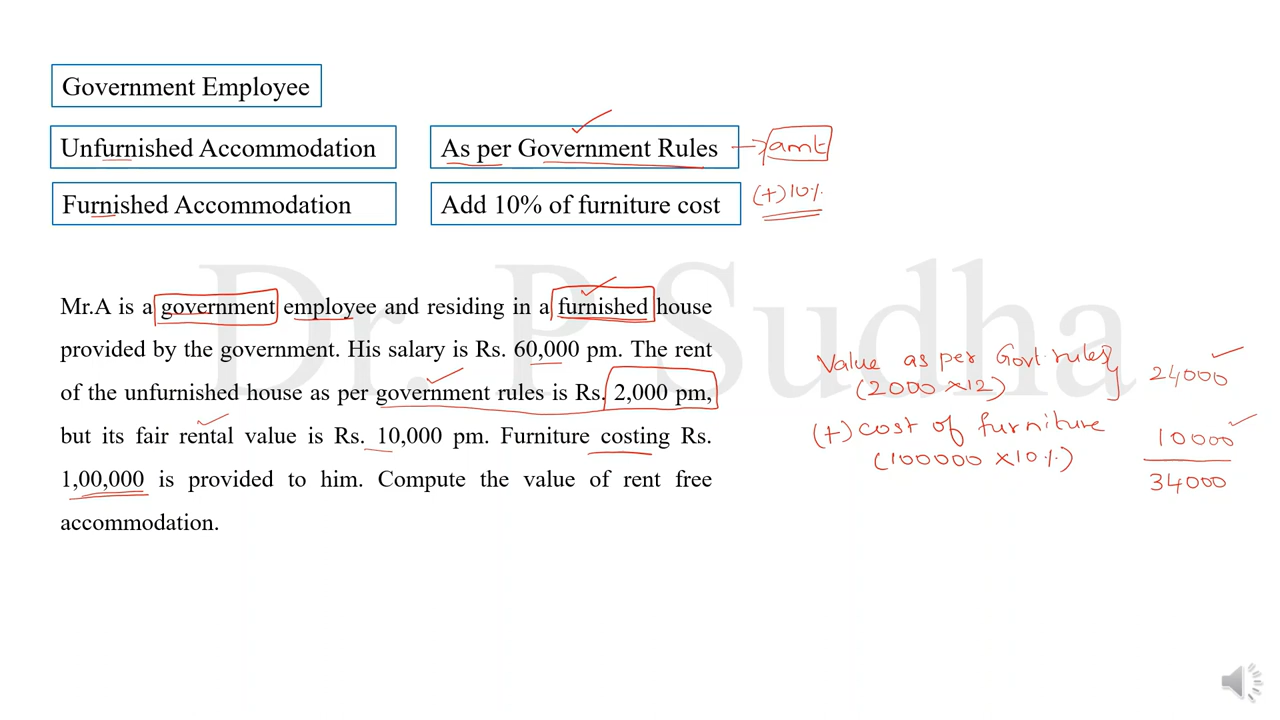 Government Employee
Unfurnished Accommodation
As per Government Rules
amt
Furnished Accommodation
Add 10% of furniture cost
(+)10%
Dr. P Sudha
Mr.A is a government employee and residing in a furnished house
provided by the government. His salary is Rs. 60,000 pm. The rent
of the unfurnished house as per government rules is Rs. 2,000 pm,
but its fair rental value is Rs. 10,000 pm. Furniture costing Rs.
1,00,000 is provided to him. Compute the value of rent free
accommodation.
Value as per Govt. rules
(2000 × 12)
24000
(+) cost of furniture
(100000 × 10%)
10000
34000